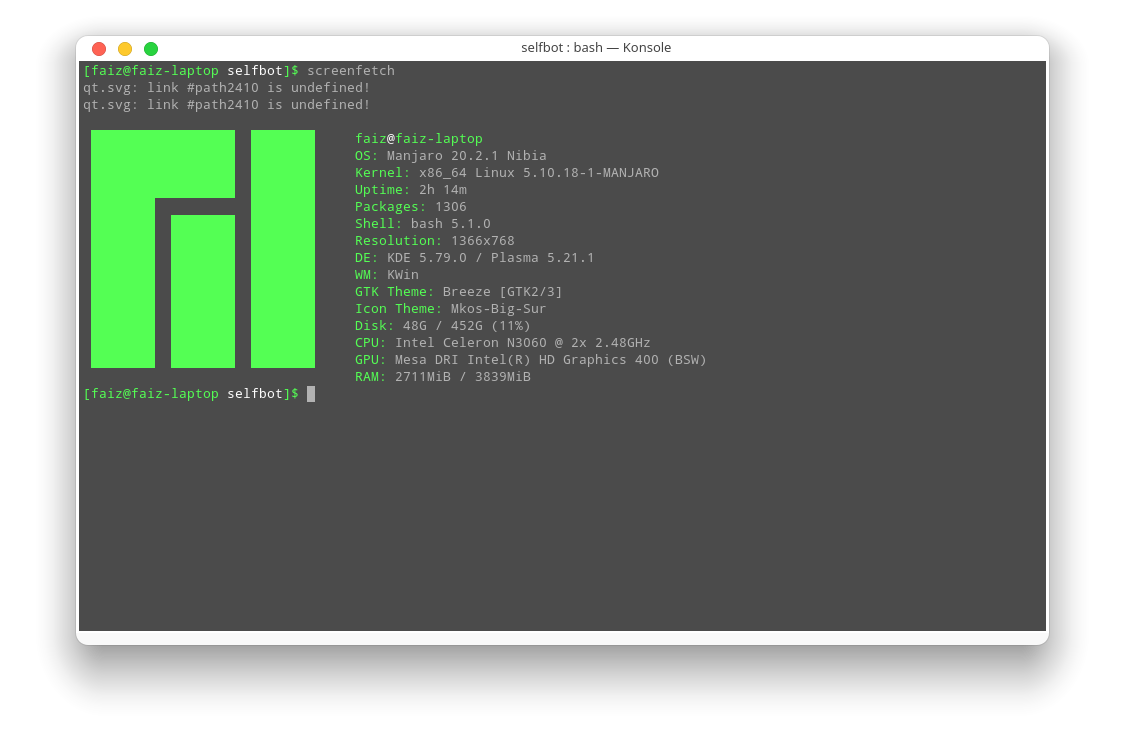 selfbot : bash — Konsole
[faiz@faiz-laptop selfbot]$ screenfetch
qt.svg: link #path2410 is undefined!
qt.svg: link #path2410 is undefined!
faiz@faiz-laptop
OS: Manjaro 20.2.1 Nibia
Kernel: x86_64 Linux 5.10.18-1-MANJARO
Uptime: 2h 14m
Packages: 1306
Shell: bash 5.1.0
Resolution: 1366x768
DE: KDE 5.79.0 / Plasma 5.21.1
WM: KWin
GTK Theme: Breeze [GTK2/3]
Icon Theme: Mkos-Big-Sur
Disk: 48G / 452G (11%)
CPU: Intel Celeron N3060 @ 2x 2.48GHz
GPU: Mesa DRI Intel(R) HD Graphics 400 (BSW)
RAM: 2711MiB / 3839MiB
[faiz@faiz-laptop selfbot]$